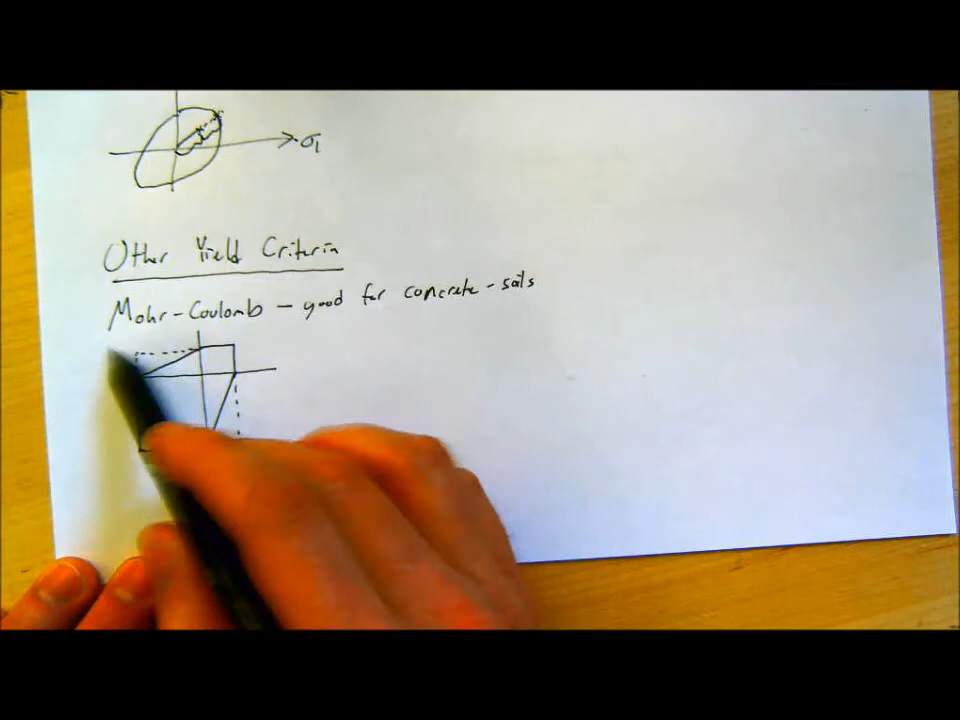 σ₁
Other Yield Criteria
Mohr-Coulomb - good for concrete - soils